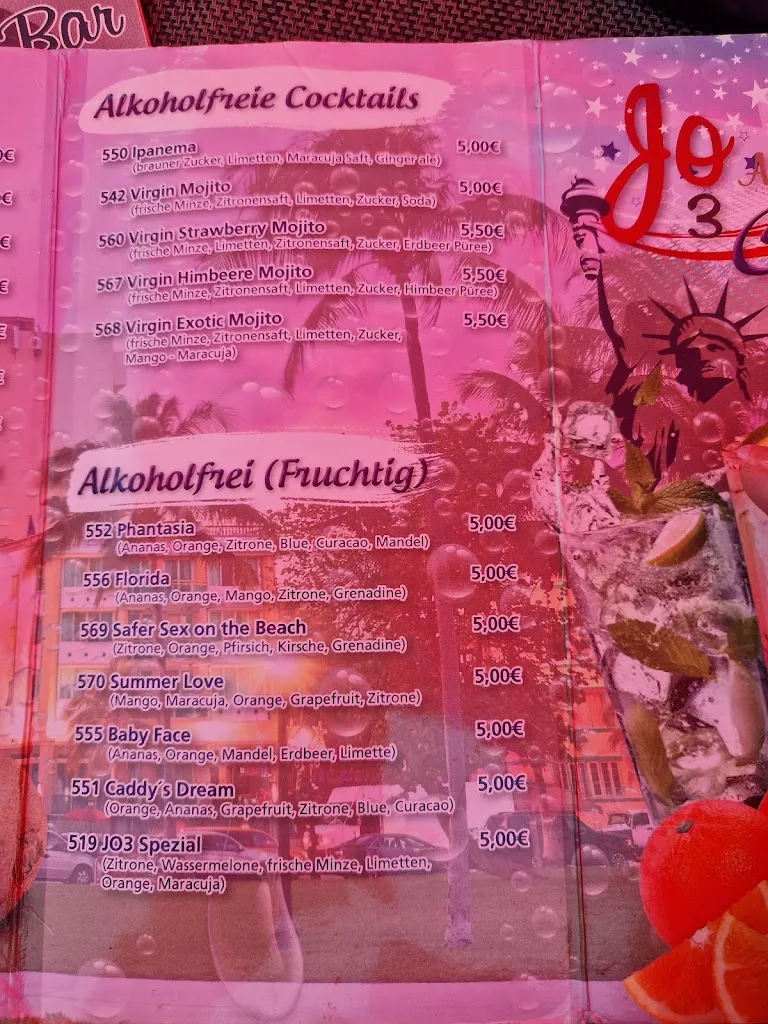 Bar
Alkoholfreie Cocktails
550 Ipanema 5,00€
(brauner Zucker, Limetten, Maracuja Saft, Ginger ale)
542 Virgin Mojito 5,00€
(frische Minze, Zitronensaft, Limetten, Zucker, Soda)
560 Virgin Strawberry Mojito 5,50€
(frische Minze, Limetten, Zitronensaft, Zucker, Erdbeer Püree)
567 Virgin Himbeere Mojito 5,50€
(frische Minze, Zitronensaft, Limetten, Zucker, Himbeer Püree)
568 Virgin Exotic Mojito 5,50€
(frische Minze, Zitronensaft, Limetten, Zucker,
Mango - Maracuja)
Alkoholfrei (Fruchtig)
552 Phantasia 5,00€
(Ananas, Orange, Zitrone, Blue, Curacao, Mandel)
556 Florida 5,00€
(Ananas, Orange, Mango, Zitrone, Grenadine)
569 Safer Sex on the Beach 5,00€
(Zitrone, Orange, Pfirsich, Kirsche, Grenadine)
570 Summer Love 5,00€
(Mango, Maracuja, Orange, Grapefruit, Zitrone)
555 Baby Face 5,00€
(Ananas, Orange, Mandel, Erdbeer, Limette)
551 Caddy´s Dream 5,00€
(Orange, Ananas, Grapefruit, Zitrone, Blue, Curacao)
519 JO3 Spezial 5,00€
(Zitrone, Wassermelone, frische Minze, Limetten,
Orange, Maracuja)
Jo
3